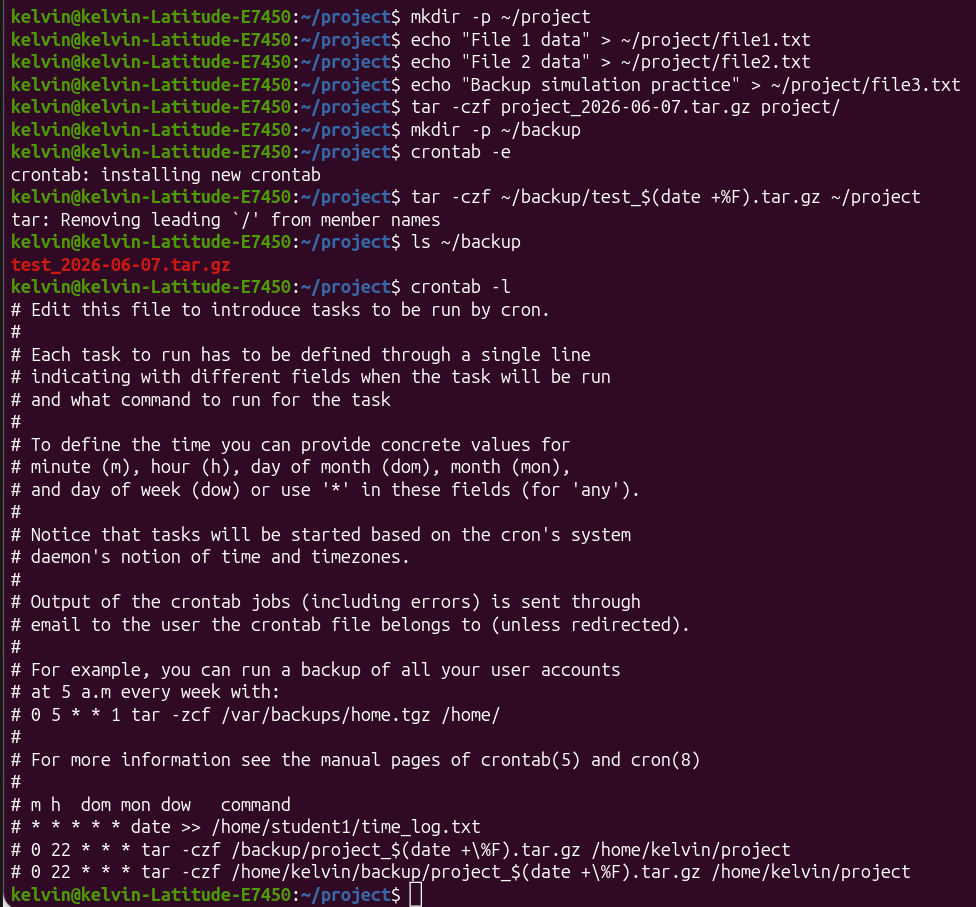 kelvin@kelvin-Latitude-E7450:~/project$ mkdir -p ~/project
kelvin@kelvin-Latitude-E7450:~/project$ echo "File 1 data" > ~/project/file1.txt
kelvin@kelvin-Latitude-E7450:~/project$ echo "File 2 data" > ~/project/file2.txt
kelvin@kelvin-Latitude-E7450:~/project$ echo "Backup simulation practice" > ~/project/file3.txt
kelvin@kelvin-Latitude-E7450:~/project$ tar -czf project_2026-06-07.tar.gz project/
kelvin@kelvin-Latitude-E7450:~/project$ mkdir -p ~/backup
kelvin@kelvin-Latitude-E7450:~/project$ crontab -e
crontab: installing new crontab
kelvin@kelvin-Latitude-E7450:~/project$ tar -czf ~/backup/test_$(date +%F).tar.gz ~/project
tar: Removing leading `/' from member names
kelvin@kelvin-Latitude-E7450:~/project$ ls ~/backup
test_2026-06-07.tar.gz
kelvin@kelvin-Latitude-E7450:~/project$ crontab -l
# Edit this file to introduce tasks to be run by cron.
#
# Each task to run has to be defined through a single line
# indicating with different fields when the task will be run
# and what command to run for the task
#
# To define the time you can provide concrete values for
# minute (m), hour (h), day of month (dom), month (mon),
# and day of week (dow) or use '*' in these fields (for 'any').
#
# Notice that tasks will be started based on the cron's system
# daemon's notion of time and timezones.
#
# Output of the crontab jobs (including errors) is sent through
# email to the user the crontab file belongs to (unless redirected).
#
# For example, you can run a backup of all your user accounts
# at 5 a.m every week with:
# 0 5 * * 1 tar -zcf /var/backups/home.tgz /home/
#
# For more information see the manual pages of crontab(5) and cron(8)
#
# m h  dom mon dow   command
# * * * * * date >> /home/student1/time_log.txt
# 0 22 * * * tar -czf /backup/project_$(date +\%F).tar.gz /home/kelvin/project
# 0 22 * * * tar -czf /home/kelvin/backup/project_$(date +\%F).tar.gz /home/kelvin/project
kelvin@kelvin-Latitude-E7450:~/project$